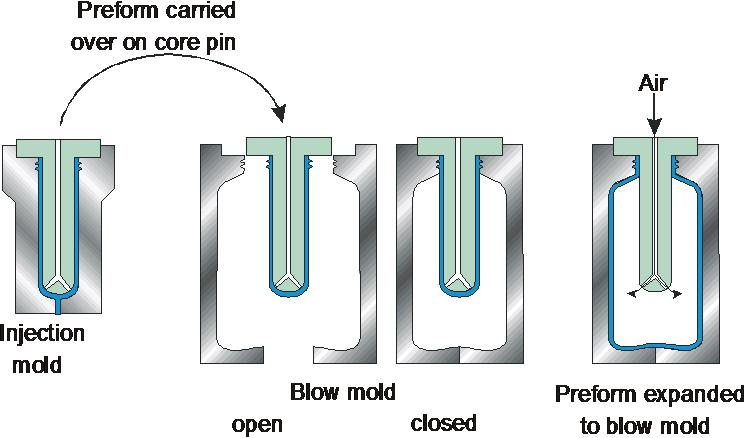 Preform carried
over on core pin
Air
Injection
mold
Blow mold
open
closed
Preform expanded
to blow mold